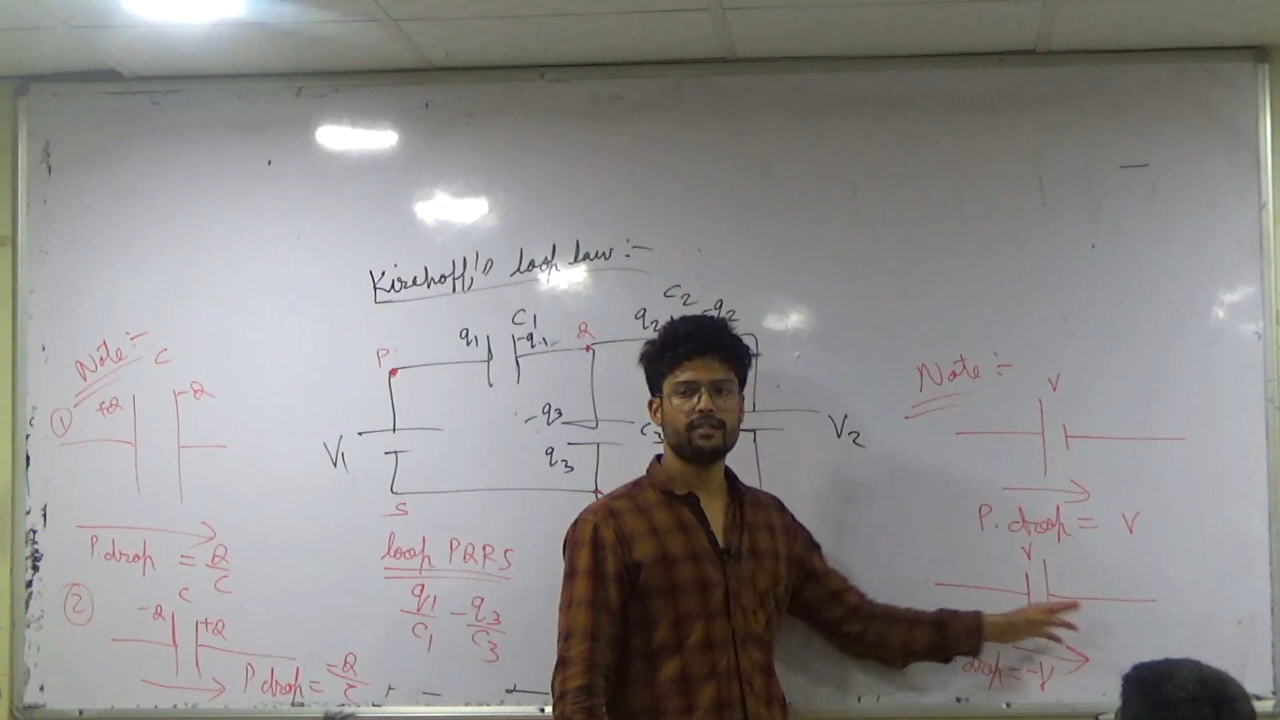 Kirchoff's loop law :-
C1
q1
-q1
P
Q
C2
q2
-q2
-q3
q3
C3
V1
V2
S
loop PQRS
q1/C1 - q3/C3
Note :-
①
C
+Q
-Q
P. drop = Q/C
②
C
-Q
+Q
P drop = -Q/C
Note :-
V
P. drop = V
V
drop = -V